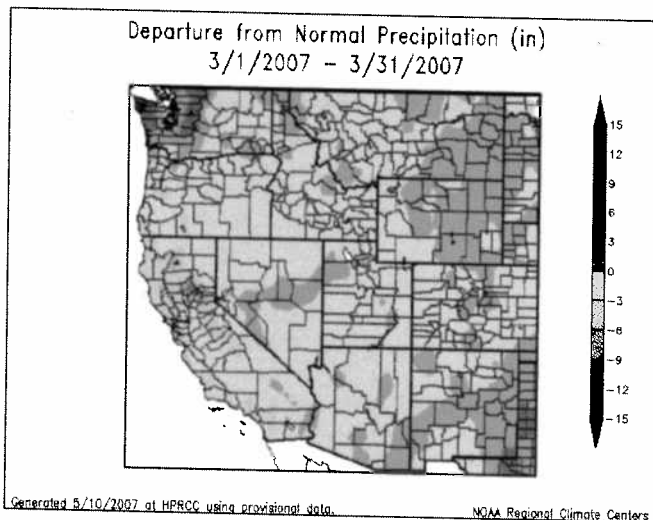 Departure from Normal Precipitation (in)
3/1/2007 - 3/31/2007
15
12
9
6
3
0
-3
-6
-9
-12
-15
Generated 5/10/2007 at HPRCC using provisional data.
NOAA Regional Climate Centers